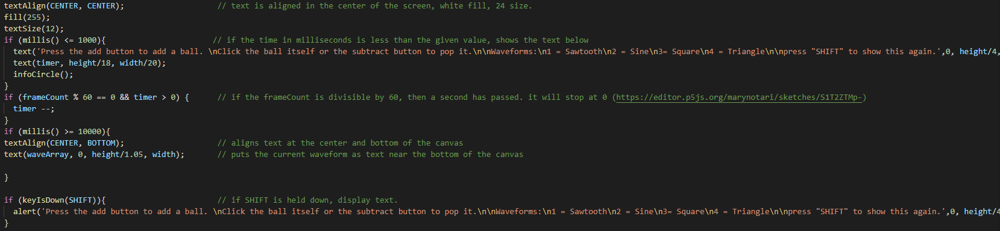 textAlign(CENTER, CENTER); // text is aligned in the center of the screen, white fill, 24 size.
fill(255);
textSize(12);
if (millis() <= 1000){ // if the time in milliseconds is less than the given value, shows the text below
text('Press the add button to add a ball. \nClick the ball itself or the subtract button to pop it.\n\nWaveforms:\n1 = Sawtooth\n2 = Sine\n3= Square\n4 = Triangle\n\npress "SHIFT" to show this again.',0, height/4,
text(timer, height/18, width/20);
infoCircle();
}
if (frameCount % 60 == 0 && timer > 0) { // if the frameCount is divisible by 60, then a second has passed. it will stop at 0 (https://editor.p5js.org/marynotari/sketches/S1T2ZTMp-)
timer --;
}
if (millis() >= 10000){
textAlign(CENTER, BOTTOM); // aligns text at the center and bottom of the canvas
text(waveArray, 0, height/1.05, width); // puts the current waveform as text near the bottom of the canvas
}
if (keyIsDown(SHIFT)){ // if SHIFT is held down, display text.
alert('Press the add button to add a ball. \nClick the ball itself or the subtract button to pop it.\n\nWaveforms:\n1 = Sawtooth\n2 = Sine\n3= Square\n4 = Triangle\n\npress "SHIFT" to show this again.',0, height/4
}